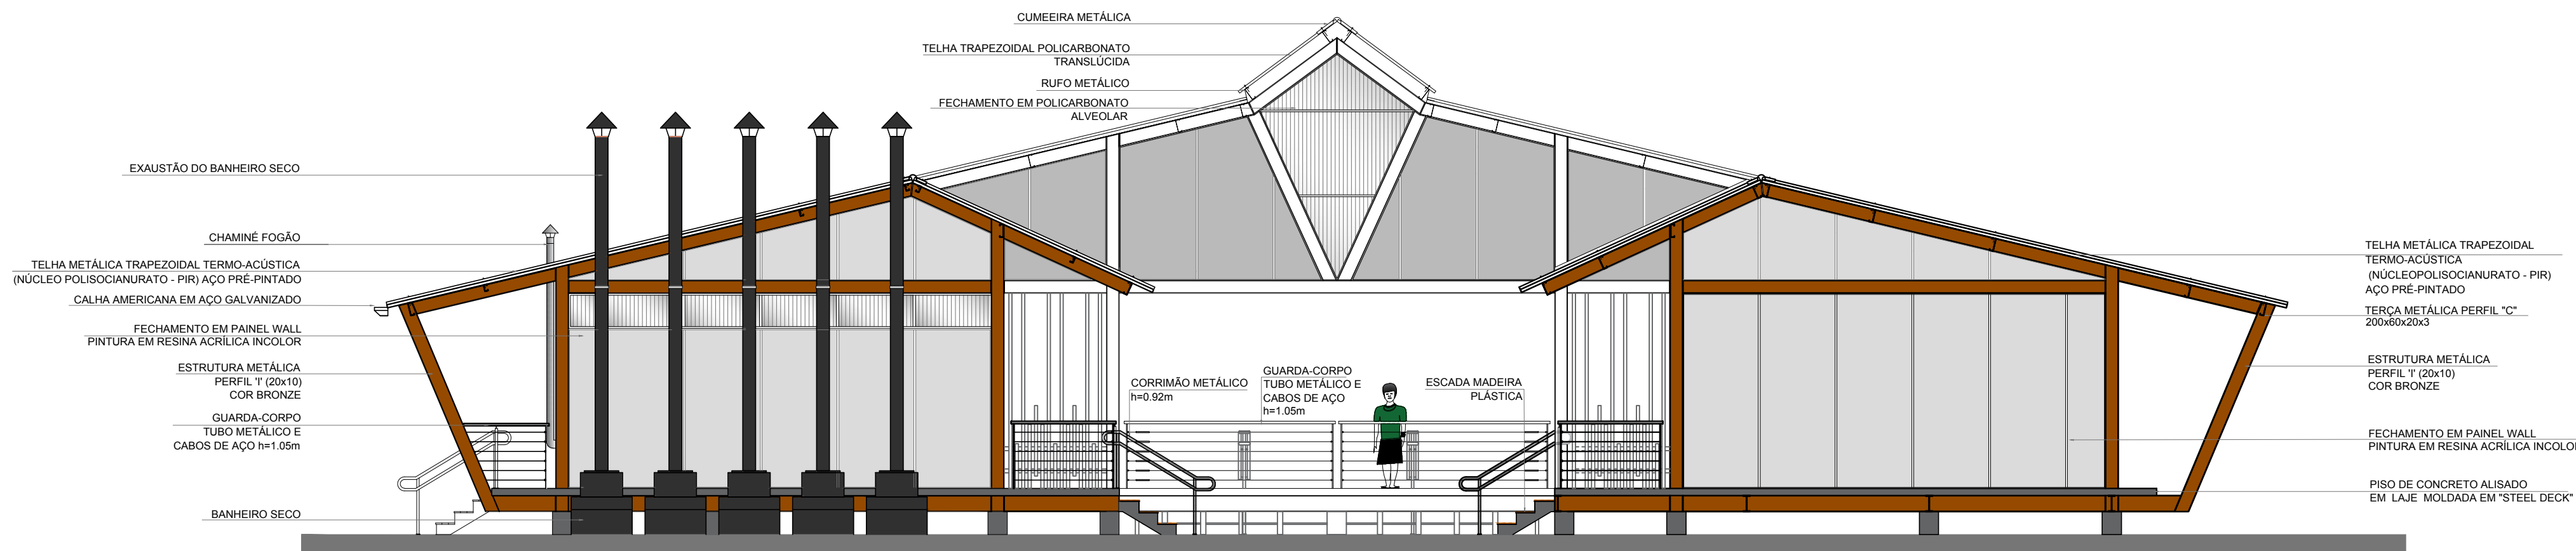 CUMEEIRA METÁLICA
TELHA TRAPEZOIDAL POLICARBONATO
TRANSLÚCIDA
RUFO METÁLICO
FECHAMENTO EM POLICARBONATO
ALVEOLAR
EXAUSTÃO DO BANHEIRO SECO
CHAMINÉ FOGÃO
TELHA METÁLICA TRAPEZOIDAL TERMO-ACÚSTICA
(NÚCLEO POLISOCIANURATO - PIR) AÇO PRÉ-PINTADO
CALHA AMERICANA EM AÇO GALVANIZADO
FECHAMENTO EM PAINEL WALL
PINTURA EM RESINA ACRÍLICA INCOLOR
ESTRUTURA METÁLICA
PERFIL 'I' (20x10)
COR BRONZE
GUARDA-CORPO
TUBO METÁLICO E
CABOS DE AÇO h=1.05m
BANHEIRO SECO
CORRIMÃO METÁLICO
h=0.92m
GUARDA-CORPO
TUBO METÁLICO E
CABOS DE AÇO
h=1.05m
ESCADA MADEIRA
PLÁSTICA
TELHA METÁLICA TRAPEZOIDAL
TERMO-ACÚSTICA
(NÚCLEOPOLISOCIANURATO - PIR)
AÇO PRÉ-PINTADO
TERÇA METÁLICA PERFIL "C"
200x60x20x3
ESTRUTURA METÁLICA
PERFIL 'I' (20x10)
COR BRONZE
FECHAMENTO EM PAINEL WALL
PINTURA EM RESINA ACRÍLICA INCOLOR
PISO DE CONCRETO ALISADO
EM LAJE MOLDADA EM "STEEL DECK"